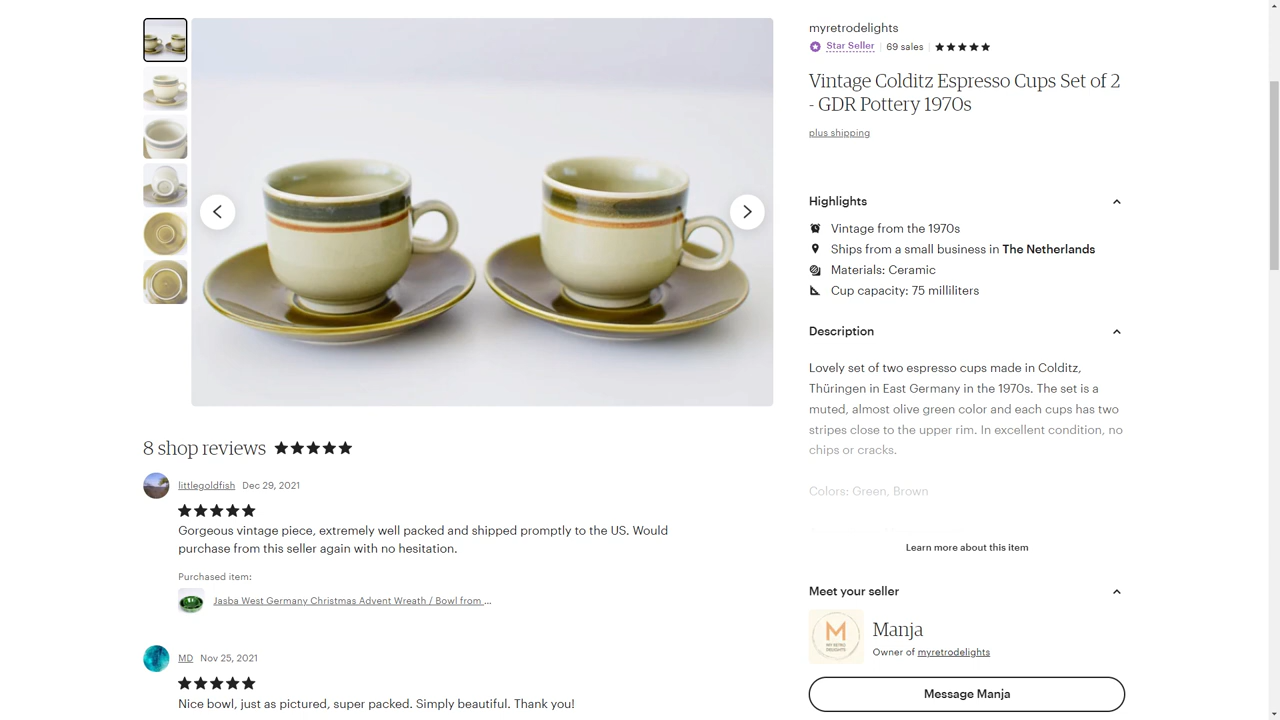 myretrodelights
Star Seller 69 sales
Vintage Colditz Espresso Cups Set of 2
- GDR Pottery 1970s
plus shipping
Highlights
Vintage from the 1970s
Ships from a small business in The Netherlands
Materials: Ceramic
Cup capacity: 75 milliliters
Description
Lovely set of two espresso cups made in Colditz,
Thüringen in East Germany in the 1970s. The set is a
muted, almost olive green color and each cups has two
stripes close to the upper rim. In excellent condition, no
chips or cracks.
Colors: Green, Brown
Learn more about this item
Meet your seller
M
MY RETRO
DELIGHTS
Manja
Owner of myretrodelights
Message Manja
8 shop reviews
littlegoldfish Dec 29, 2021
Gorgeous vintage piece, extremely well packed and shipped promptly to the US. Would
purchase from this seller again with no hesitation.
Purchased item:
Jasba West Germany Christmas Advent Wreath / Bowl from ...
MD Nov 25, 2021
Nice bowl, just as pictured, super packed. Simply beautiful. Thank you!